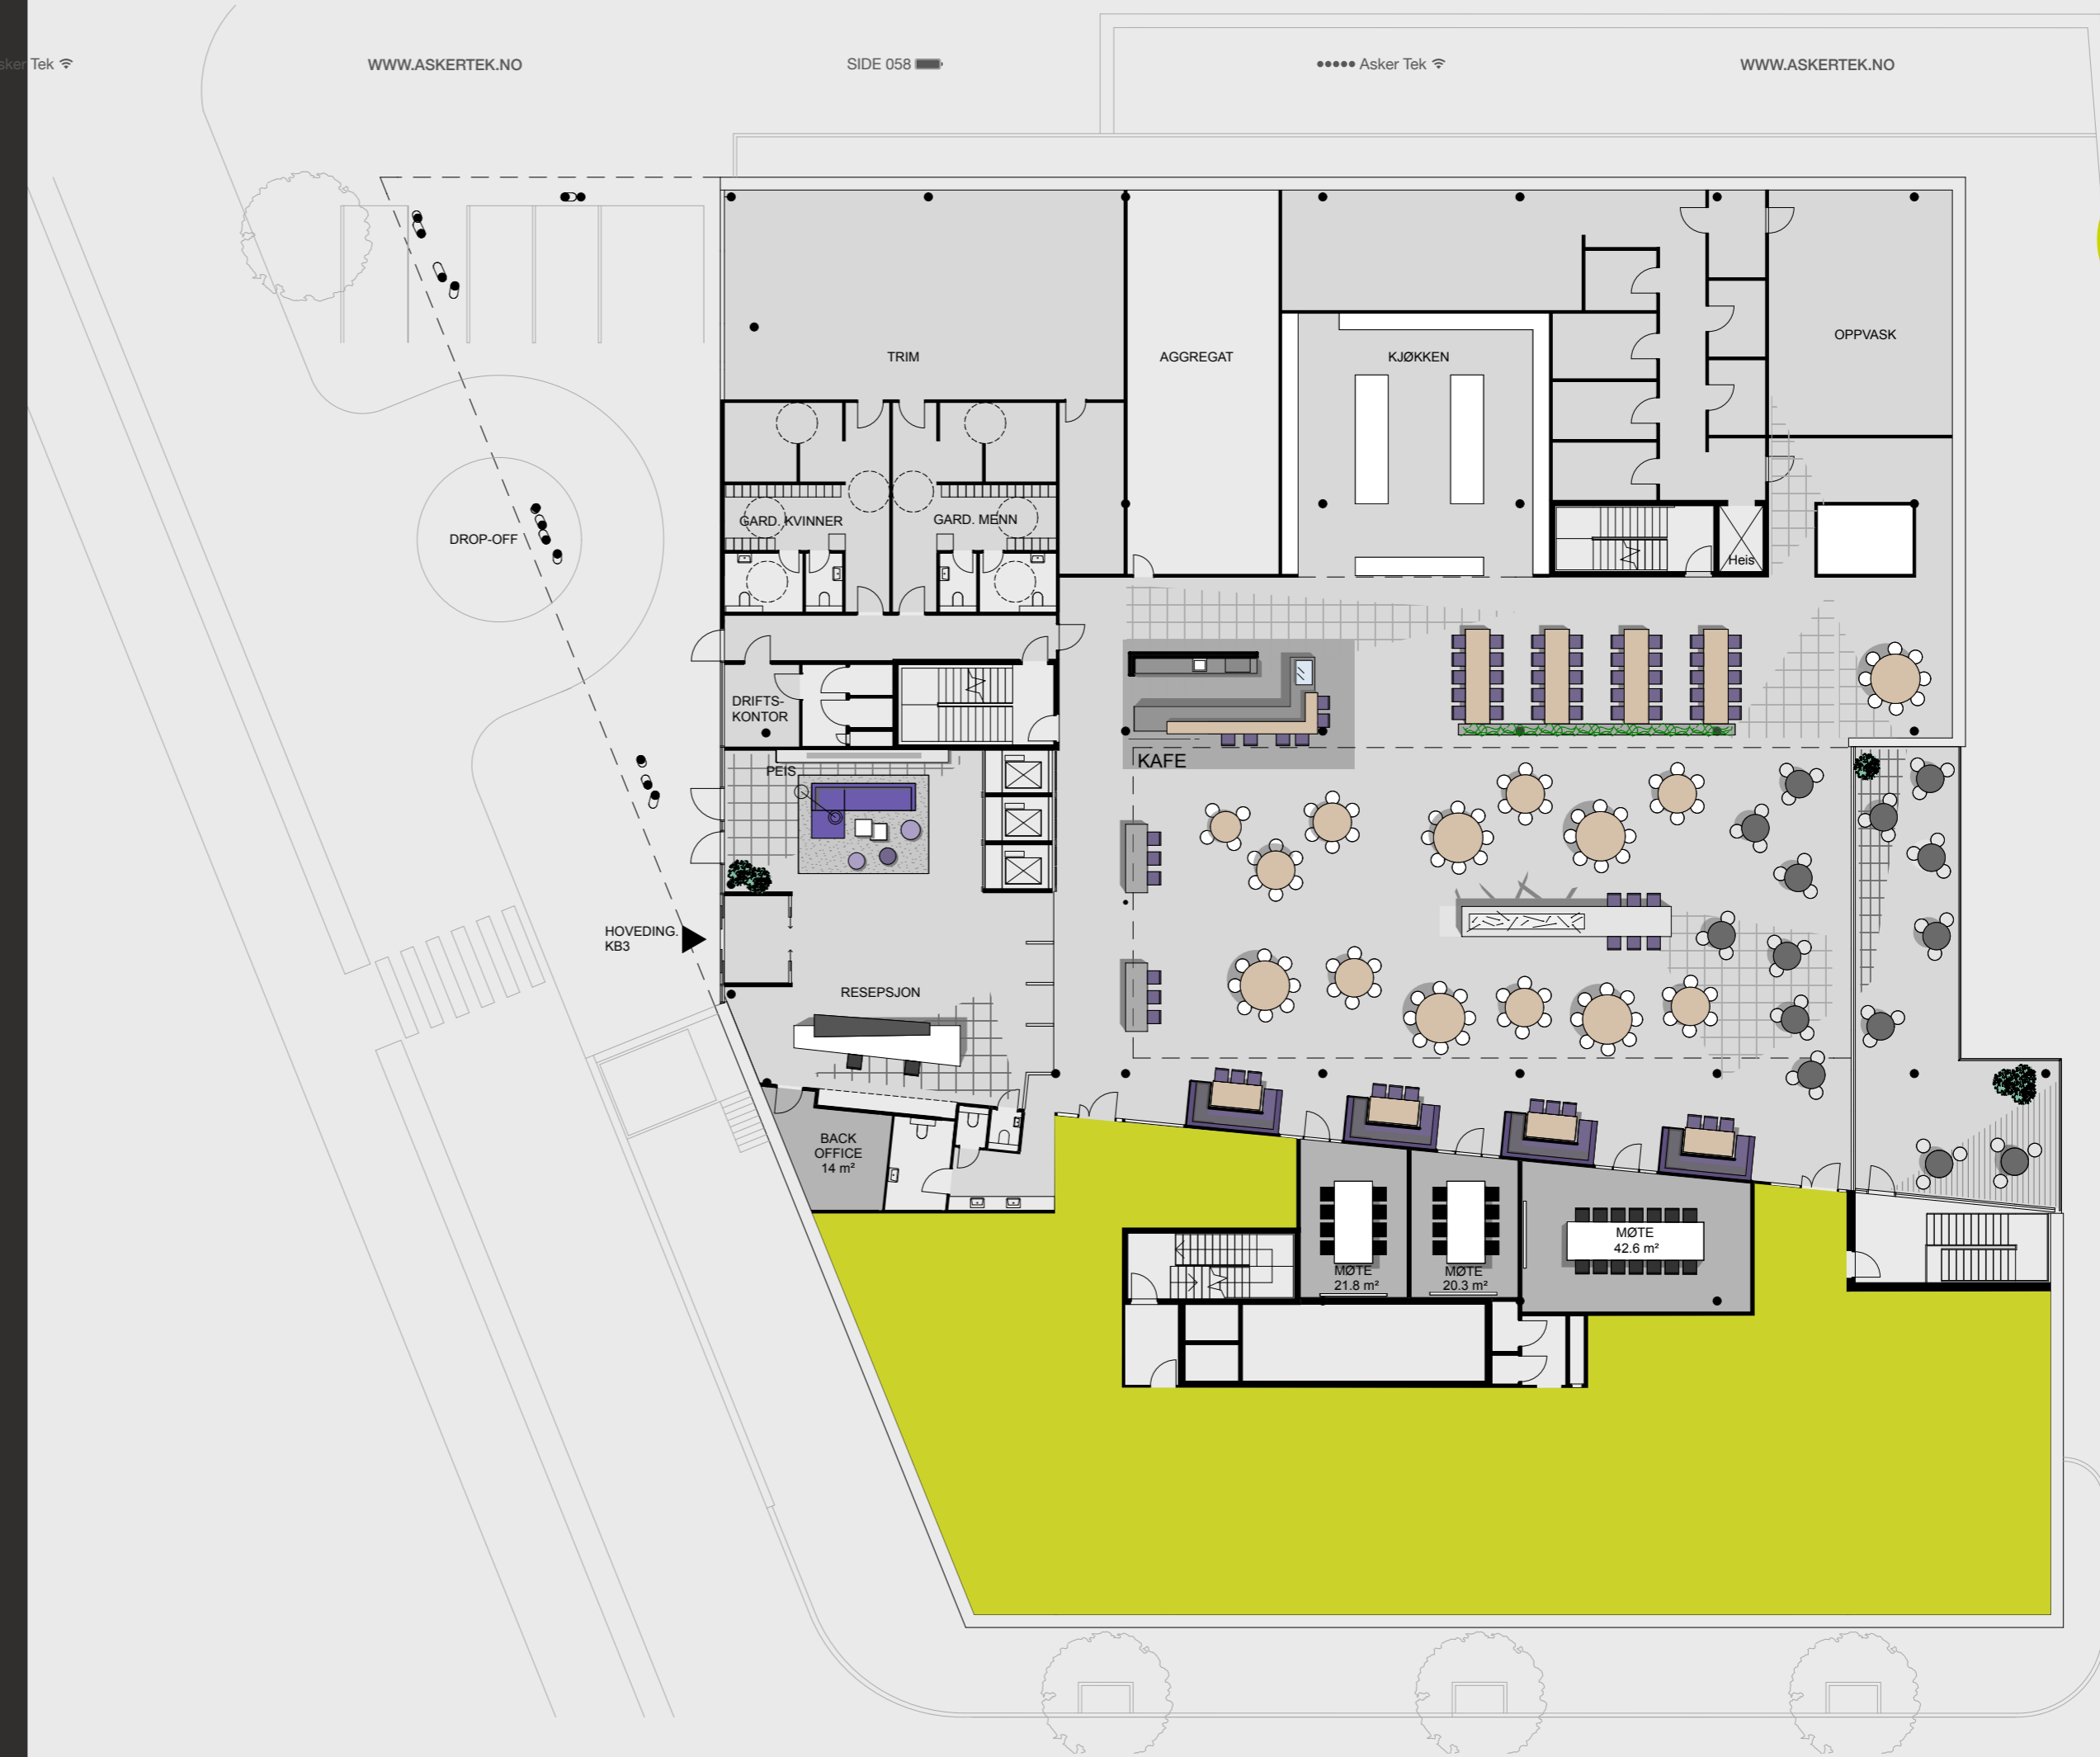 sker Tek
WWW.ASKERTEK.NO
SIDE 058
Asker Tek
WWW.ASKERTEK.NO
TRIM
AGGREGAT
KJØKKEN
OPPVASK
GARD. KVINNER
GARD. MENN
DROP-OFF
Heis
DRIFTS-
KONTOR
PEIS
KAFE
HOVEDING.
KB3
RESEPSJON
BACK
OFFICE
14 m²
MØTE
21.8 m²
MØTE
20.3 m²
MØTE
42.6 m²